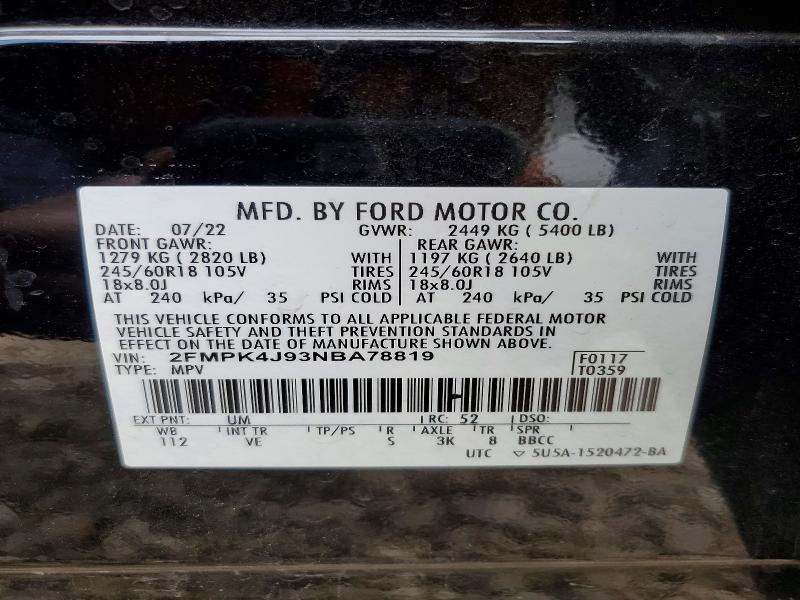 MFD. BY FORD MOTOR CO.
DATE: 07/22 GVWR: 2449 KG ( 5400 LB)
FRONT GAWR: REAR GAWR:
1279 KG ( 2820 LB) WITH 1197 KG ( 2640 LB) WITH
245/60R18 105V TIRES 245/60R18 105V TIRES
18x8.0J RIMS 18x8.0J RIMS
AT 240 kPa/ 35 PSI COLD AT 240 kPa/ 35 PSI COLD
THIS VEHICLE CONFORMS TO ALL APPLICABLE FEDERAL MOTOR
VEHICLE SAFETY AND THEFT PREVENTION STANDARDS IN
EFFECT ON THE DATE OF MANUFACTURE SHOWN ABOVE.
VIN: 2FMPK4J93NBA78819 F0117
TYPE: MPV T0359
EXT PNT: UM RC: 52 DSO:
WB INT TR TP/PS R AXLE TR SPR
112 VE S 3K 8 BBCC
UTC ▽ 5U5A-1520472-BA